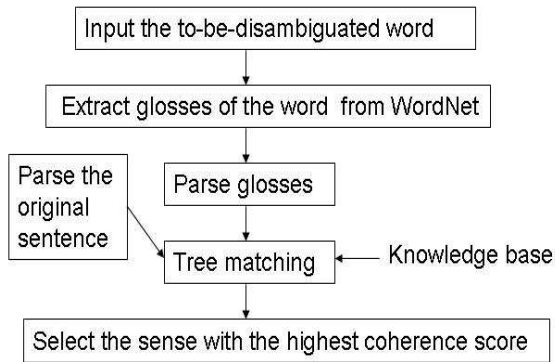 Input the to-be-disambiguated word
Extract glosses of the word from WordNet
Parse the
original
sentence
Parse glosses
Tree matching
Knowledge base
Select the sense with the highest coherence score